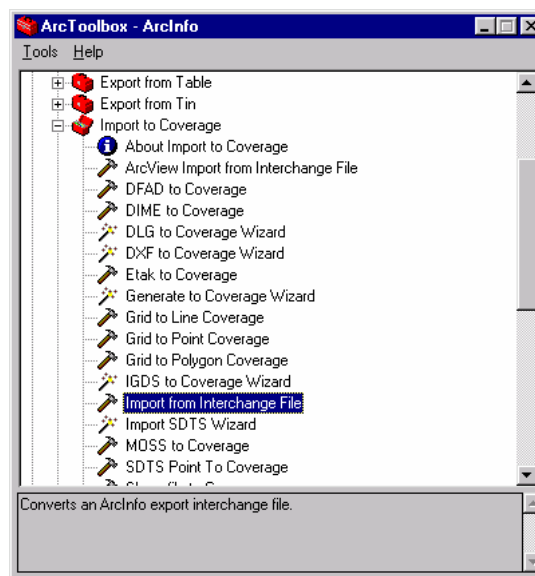 ArcToolbox - ArcInfo
Tools Help
Export from Table
Export from Tin
Import to Coverage
About Import to Coverage
ArcView Import from Interchange File
DFAD to Coverage
DIME to Coverage
DLG to Coverage Wizard
DXF to Coverage Wizard
Etak to Coverage
Generate to Coverage Wizard
Grid to Line Coverage
Grid to Point Coverage
Grid to Polygon Coverage
IGDS to Coverage Wizard
Import from Interchange File
Import SDTS Wizard
MOSS to Coverage
SDTS Point To Coverage
Converts an ArcInfo export interchange file.